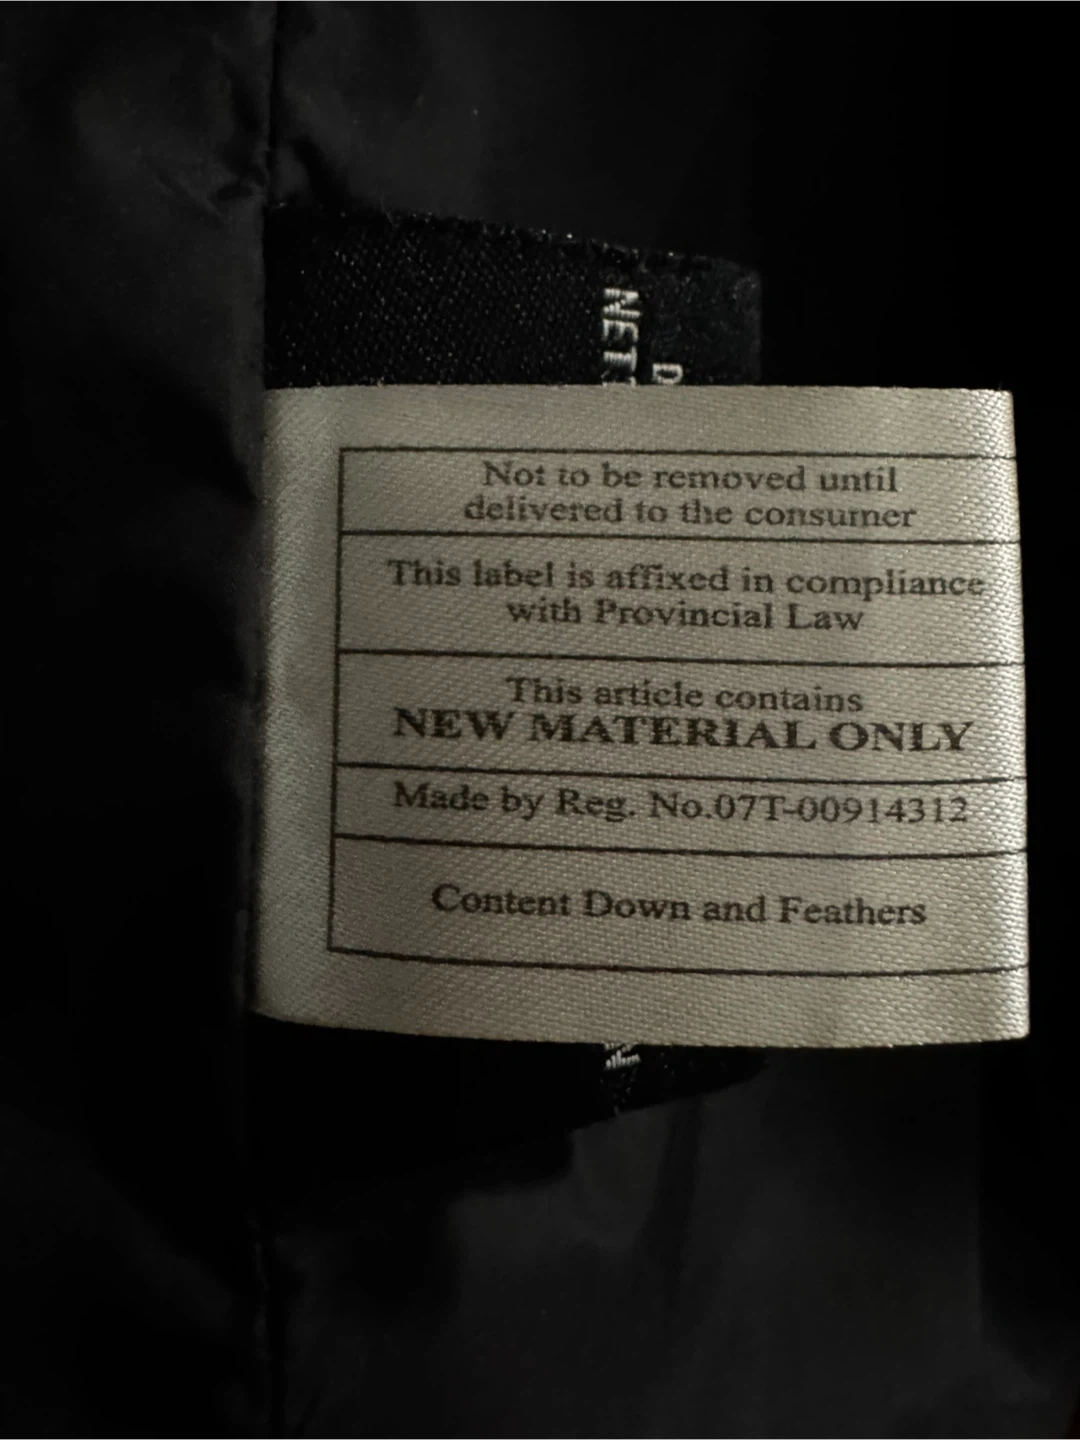 Not to be removed until
delivered to the consumer
This label is affixed in compliance
with Provincial Law
This article contains
NEW MATERIAL ONLY
Made by Reg. No.07T-00914312
Content Down and Feathers